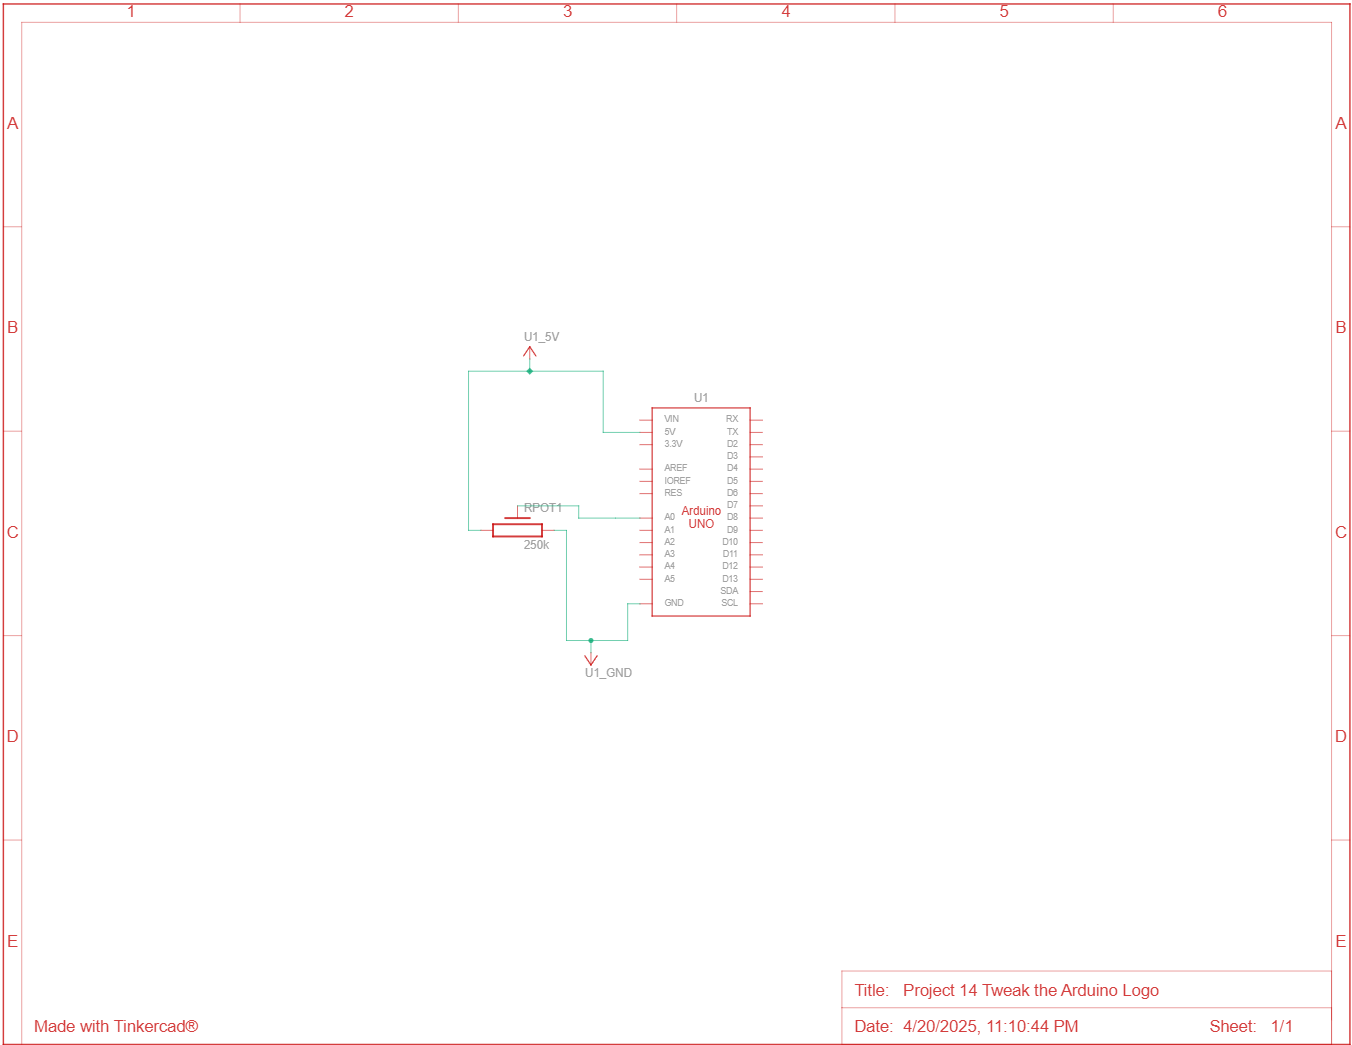 1 2 3 4 5 6
A A
B B
U1_5V
U1
VIN RX
5V TX
3.3V D2
D3
AREF D4
IOREF D5
RES D6
D7
RPOT1
Arduino
UNO
A0 D8
A1 D9
C C
250k
A2 D10
A3 D11
A4 D12
A5 D13
SDA
GND SCL
U1_GND
D D
E E
Title: Project 14 Tweak the Arduino Logo
Made with Tinkercad®
Date: 4/20/2025, 11:10:44 PM Sheet: 1/1